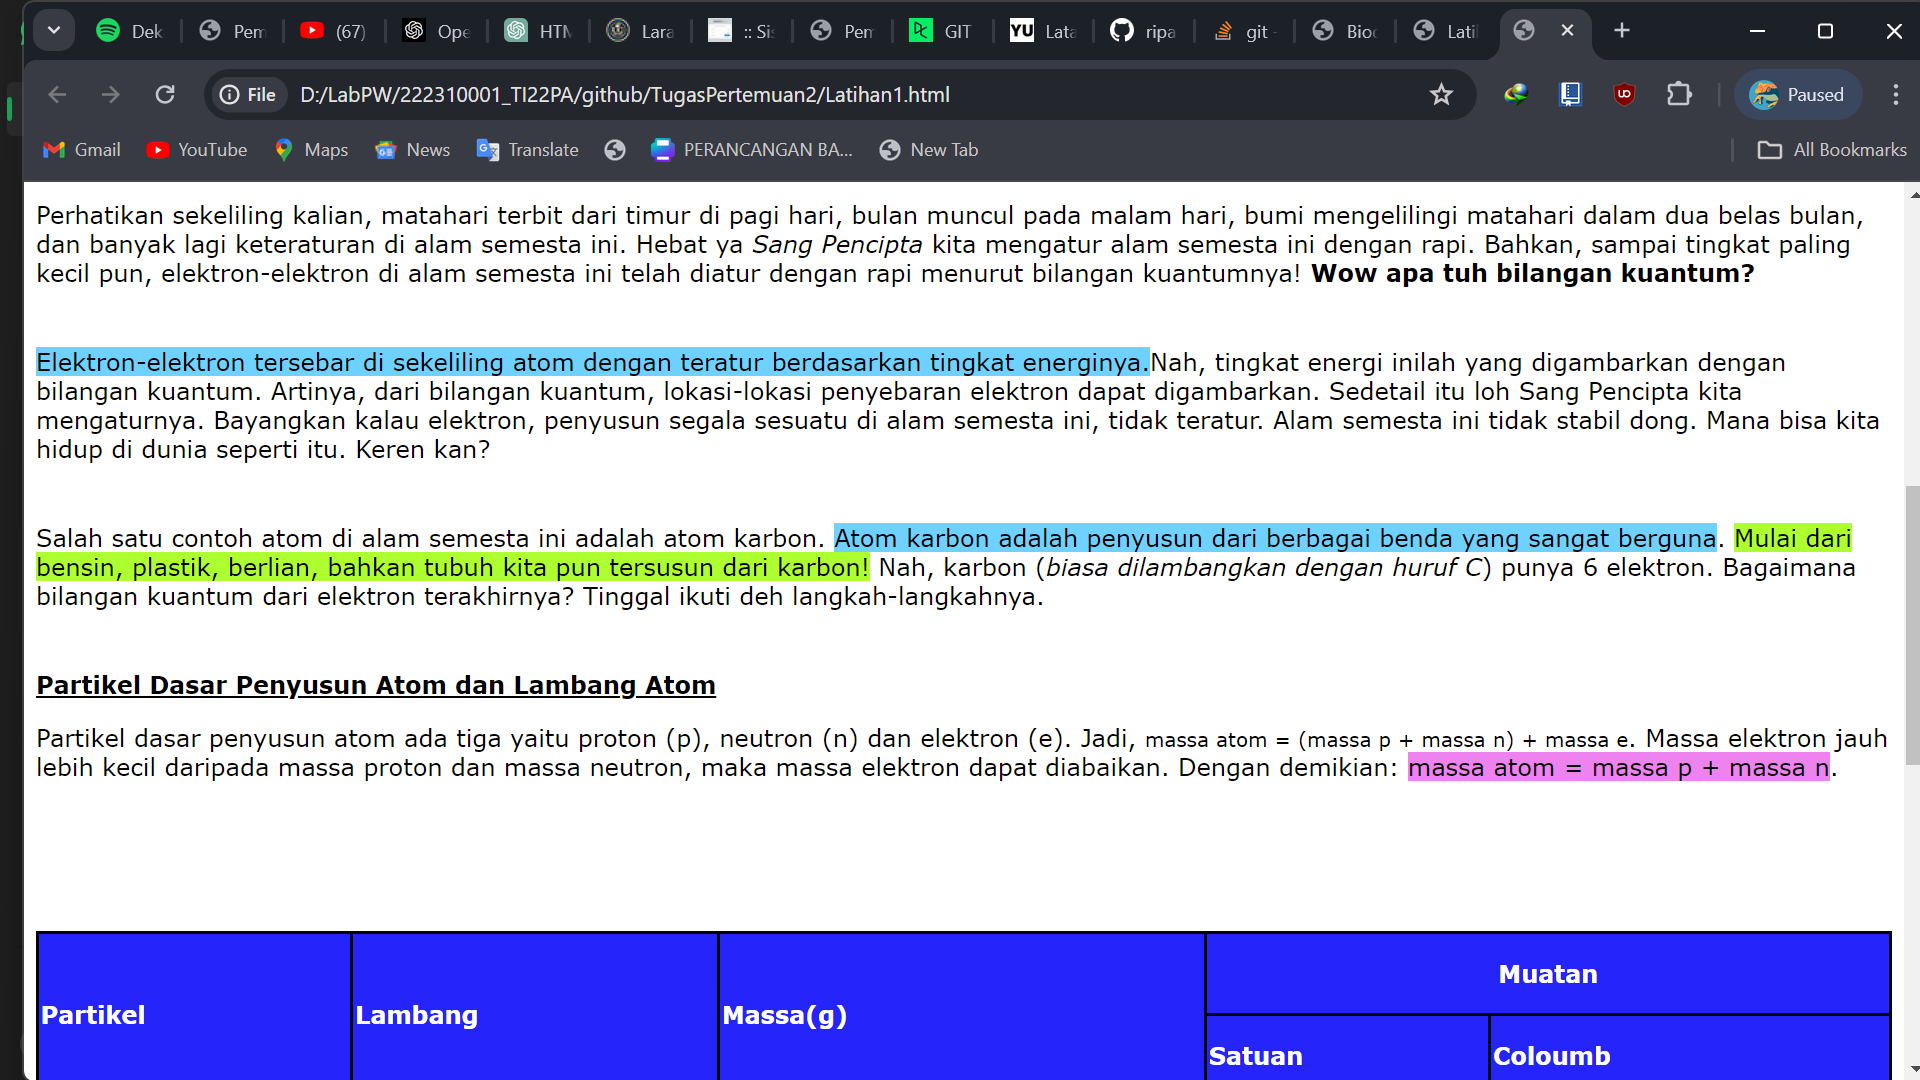 Dek
Pem
(67)
Ope
HTM
Lara
:: Sis
Pem
GIT
YU
Lata
ripa
git -
Bioc
Latil
File
D:/LabPW/222310001_TI22PA/github/TugasPertemuan2/Latihan1.html
Paused
Gmail
YouTube
Maps
News
Translate
PERANCANGAN BA...
New Tab
All Bookmarks
Perhatikan sekeliling kalian, matahari terbit dari timur di pagi hari, bulan muncul pada malam hari, bumi mengelilingi matahari dalam dua belas bulan,
dan banyak lagi keteraturan di alam semesta ini. Hebat ya Sang Pencipta kita mengatur alam semesta ini dengan rapi. Bahkan, sampai tingkat paling
kecil pun, elektron-elektron di alam semesta ini telah diatur dengan rapi menurut bilangan kuantumnya! Wow apa tuh bilangan kuantum?
Elektron-elektron tersebar di sekeliling atom dengan teratur berdasarkan tingkat energinya.Nah, tingkat energi inilah yang digambarkan dengan
bilangan kuantum. Artinya, dari bilangan kuantum, lokasi-lokasi penyebaran elektron dapat digambarkan. Sedetail itu loh Sang Pencipta kita
mengaturnya. Bayangkan kalau elektron, penyusun segala sesuatu di alam semesta ini, tidak teratur. Alam semesta ini tidak stabil dong. Mana bisa kita
hidup di dunia seperti itu. Keren kan?
Salah satu contoh atom di alam semesta ini adalah atom karbon. Atom karbon adalah penyusun dari berbagai benda yang sangat berguna. Mulai dari
bensin, plastik, berlian, bahkan tubuh kita pun tersusun dari karbon! Nah, karbon (biasa dilambangkan dengan huruf C) punya 6 elektron. Bagaimana
bilangan kuantum dari elektron terakhirnya? Tinggal ikuti deh langkah-langkahnya.
Partikel Dasar Penyusun Atom dan Lambang Atom
Partikel dasar penyusun atom ada tiga yaitu proton (p), neutron (n) dan elektron (e). Jadi, massa atom = (massa p + massa n) + massa e. Massa elektron jauh
lebih kecil daripada massa proton dan massa neutron, maka massa elektron dapat diabaikan. Dengan demikian: massa atom = massa p + massa n.
Muatan
Partikel
Lambang
Massa(g)
Satuan
Coloumb